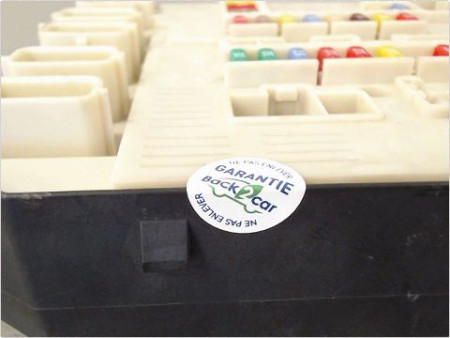 NE PAS ENLEVER
GARANTIE
Back2car
NE PAS ENLEVER